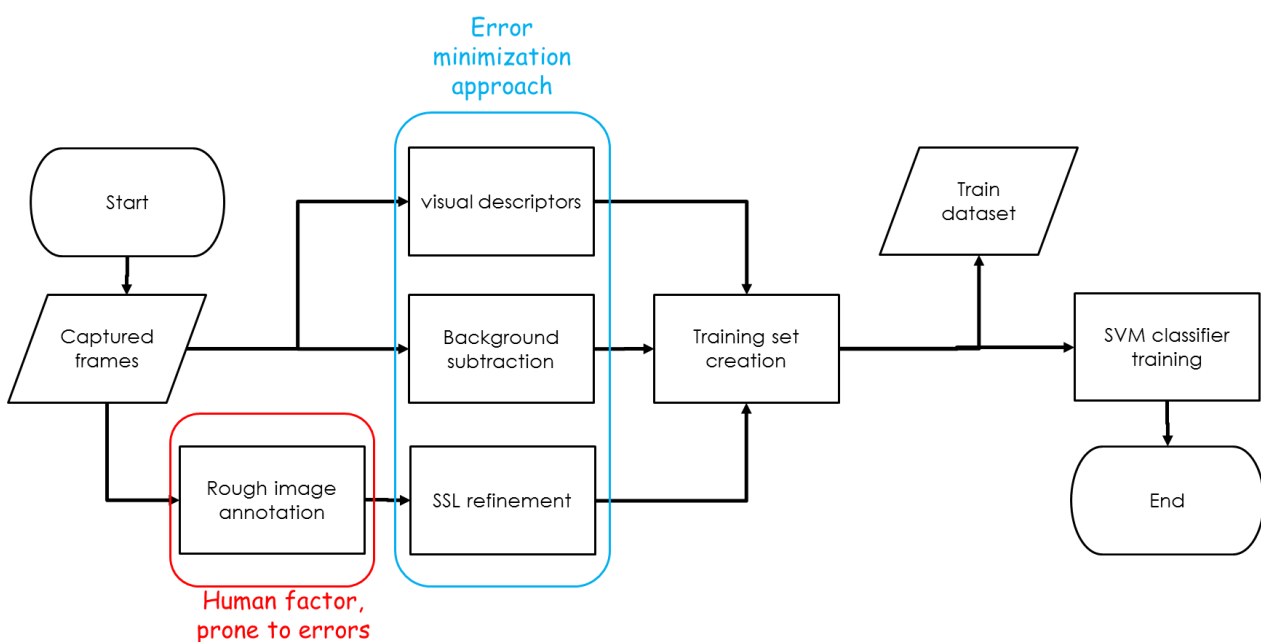 Error
minimization
approach
Start
visual descriptors
Train
dataset
Captured
frames
Background
subtraction
Training set
creation
SVM classifier
training
Rough image
annotation
SSL refinement
End
Human factor,
prone to errors